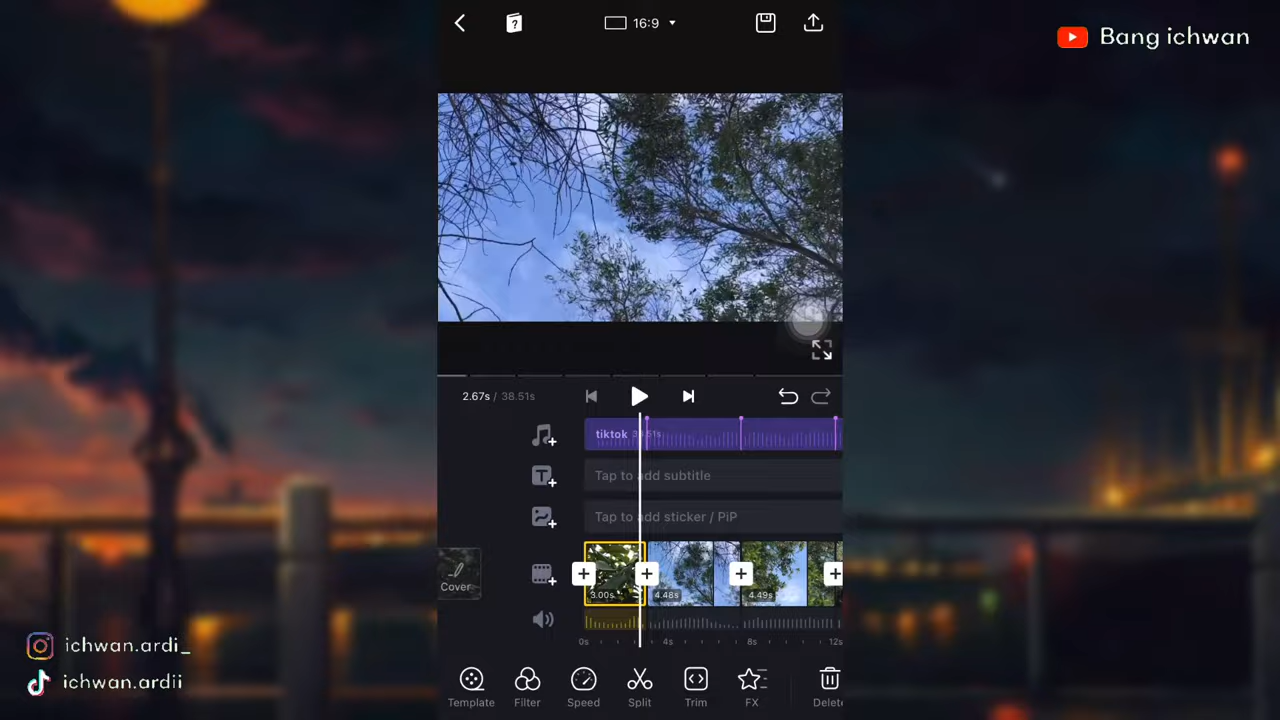 16:9
Bang ichwan
2.67s / 38.51s
tiktok
Tap to add subtitle
Tap to add sticker / PiP
Cover
3.00s
4.48s
4.49s
0s
4s
8s
12s
ichwan.ardi_
ichwan.ardii
Template
Filter
Speed
Split
Trim
FX
Delete